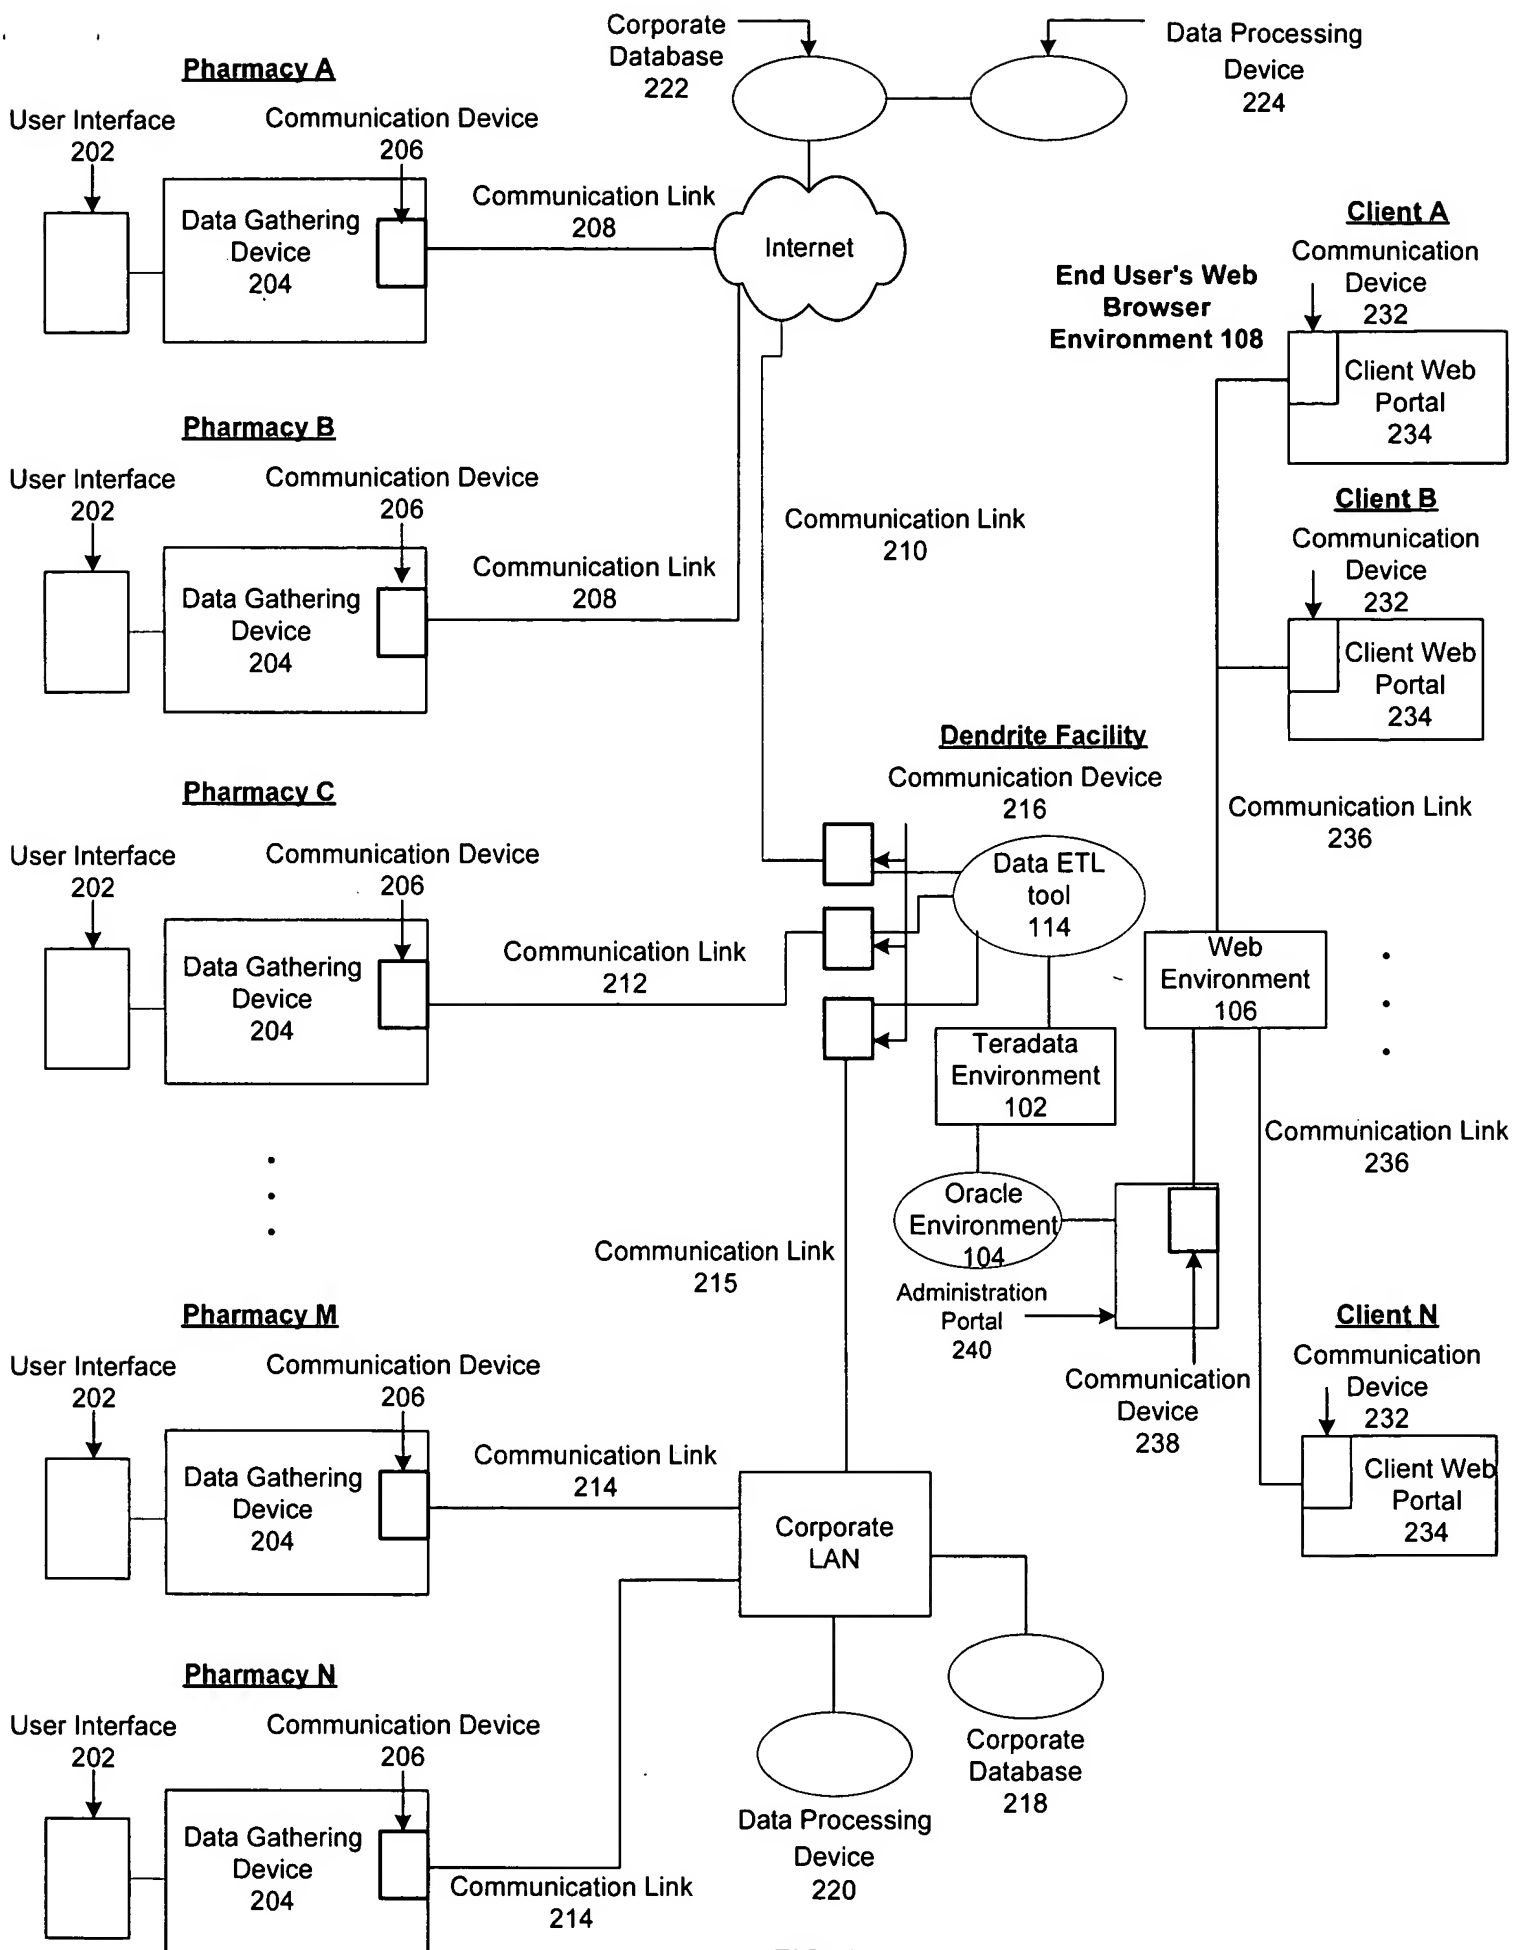 Corporate
Database
222
Data Processing
Device
224
Pharmacy A
User Interface
202
Communication Device
206
Data Gathering
Device
204
Communication Link
208
Internet
Client A
Communication
Device
232
End User's Web
Browser
Environment 108
Client Web
Portal
234
Pharmacy B
User Interface
202
Communication Device
206
Data Gathering
Device
204
Communication Link
208
Communication Link
210
Client B
Communication
Device
232
Client Web
Portal
234
Dendrite Facility
Communication Device
216
Communication Link
236
Pharmacy C
User Interface
202
Communication Device
206
Data Gathering
Device
204
Communication Link
212
Data ETL
tool
114
Web
Environment
106
Teradata
Environment
102
Communication Link
236
Oracle
Environment
104
Communication Link
215
Administration
Portal
240
Communication
Device
238
Client N
Communication
Device
232
Client Web
Portal
234
Pharmacy M
User Interface
202
Communication Device
206
Data Gathering
Device
204
Communication Link
214
Corporate
LAN
Pharmacy N
User Interface
202
Communication Device
206
Data Gathering
Device
204
Communication Link
214
Corporate
Database
218
Data Processing
Device
220